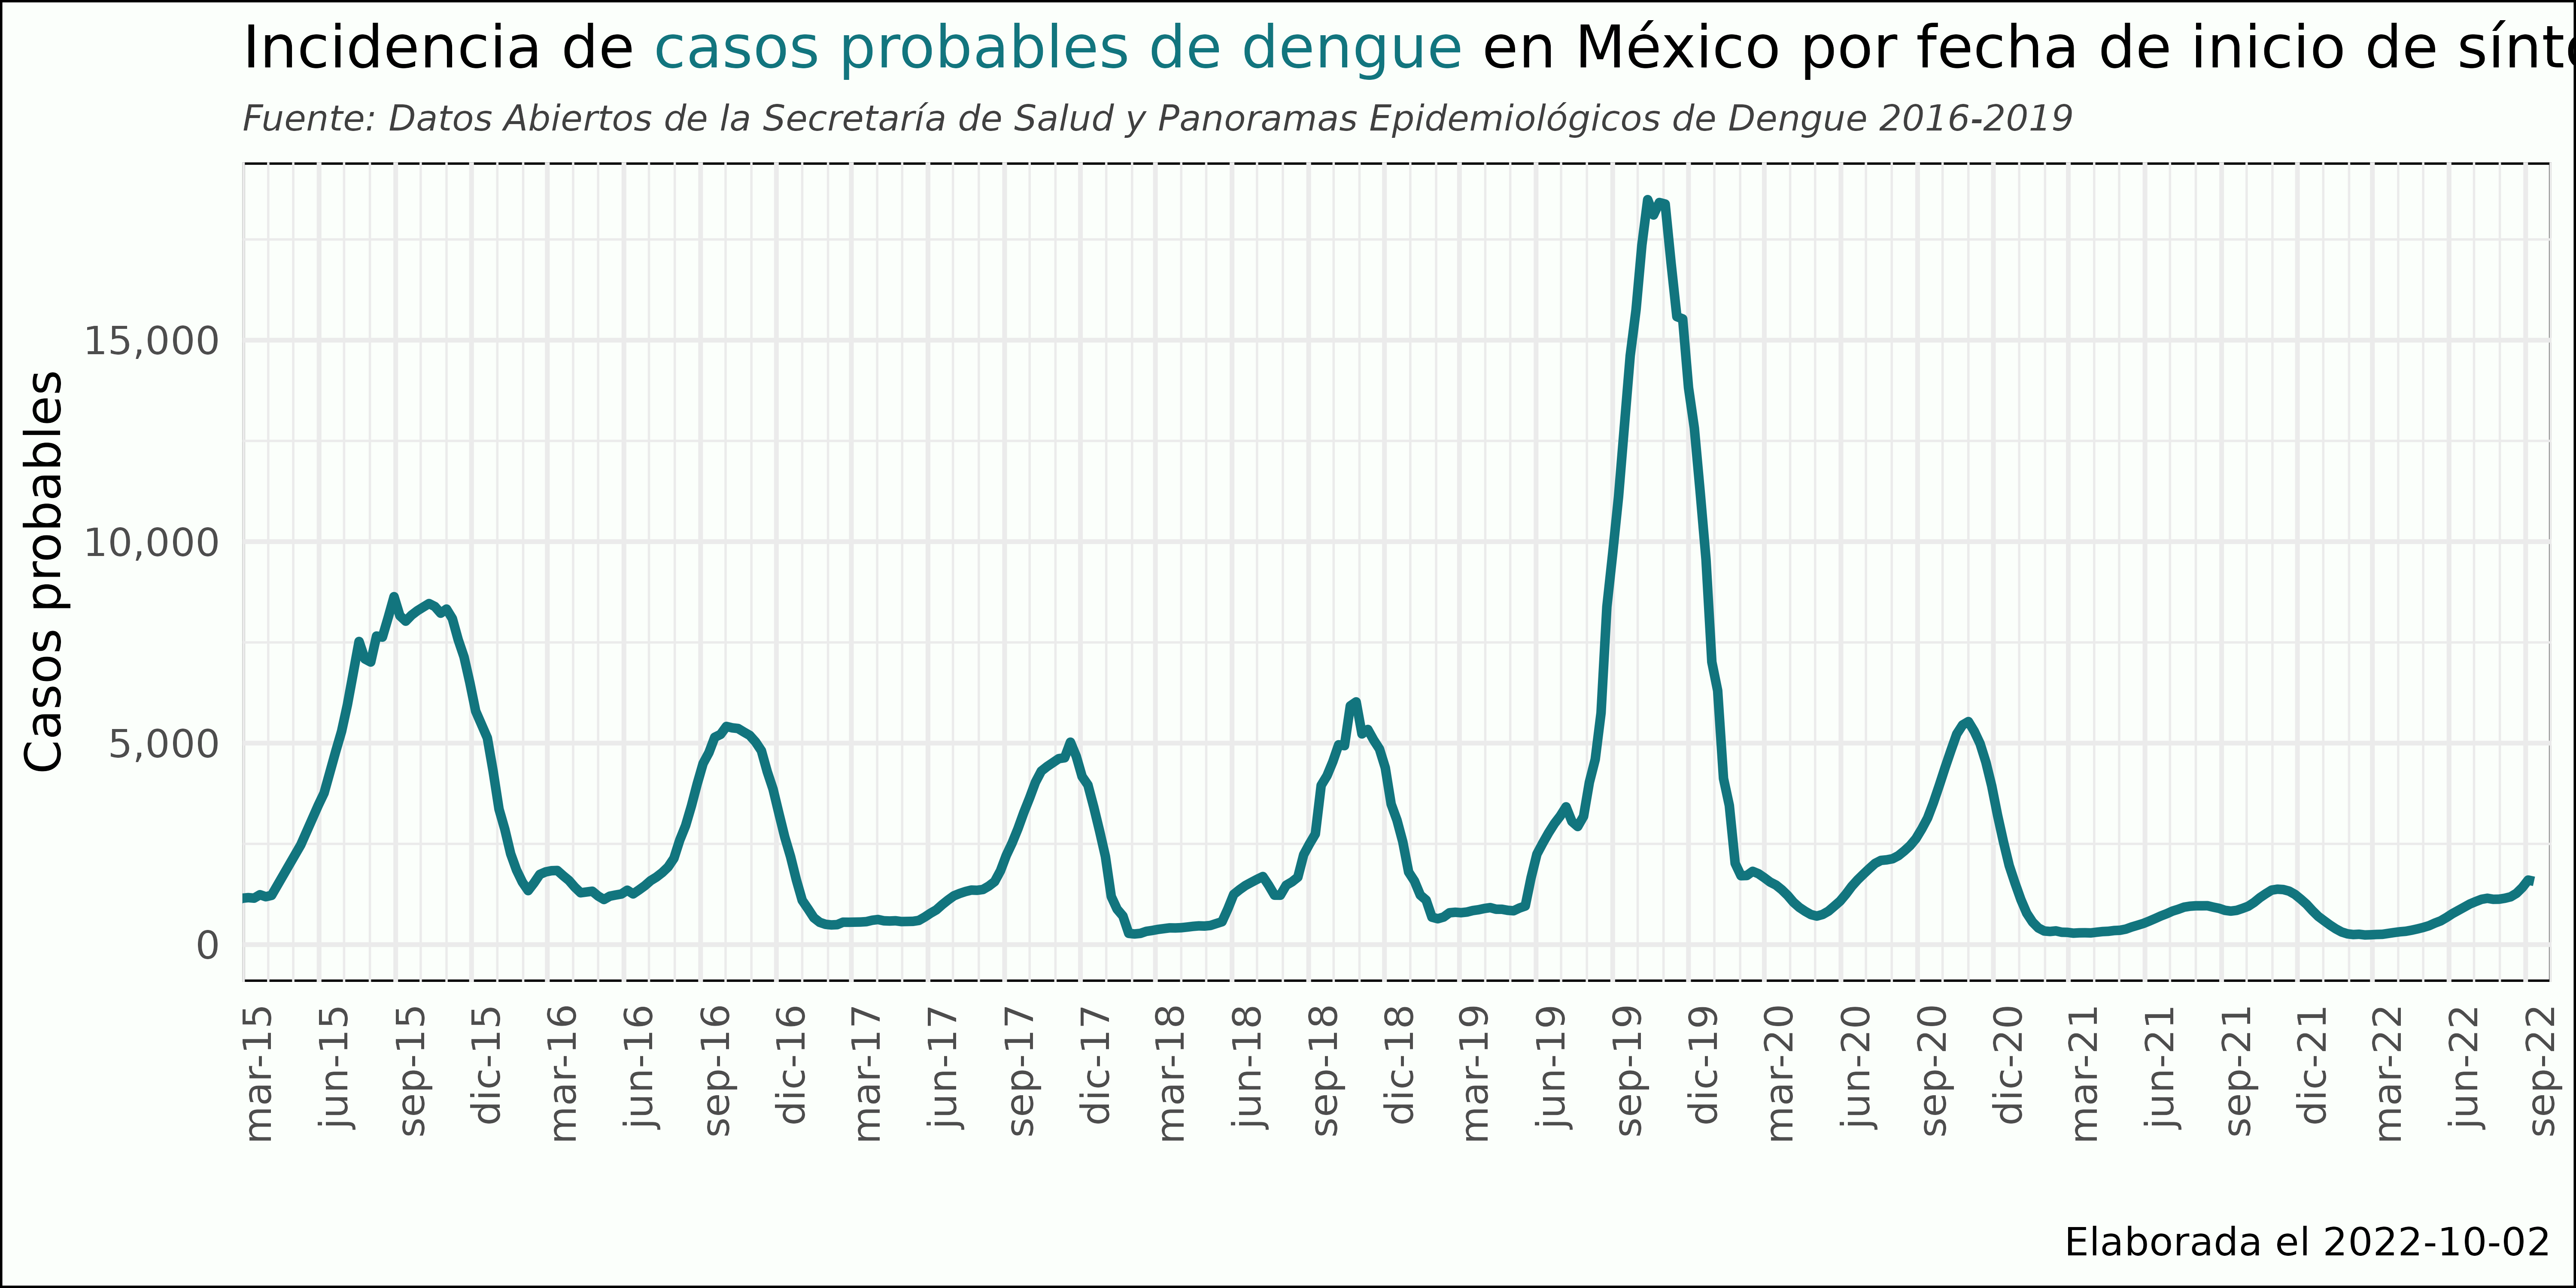 Incidencia de casos probables de dengue en México por fecha de inicio de
Fuente: Datos Abiertos de la Secretaría de Salud y Panoramas Epidemiológicos de Dengue 2016-2019
Casos probables
15,000
10,000
5,000
0
mar-15
jun-15
sep-15
dic-15
mar-16
jun-16
sep-16
dic-16
mar-17
jun-17
sep-17
dic-17
mar-18
jun-18
sep-18
dic-18
mar-19
jun-19
sep-19
dic-19
mar-20
jun-20
sep-20
dic-20
mar-21
jun-21
sep-21
dic-21
mar-22
jun-22
sep-22
Elaborada el 2022-10-02